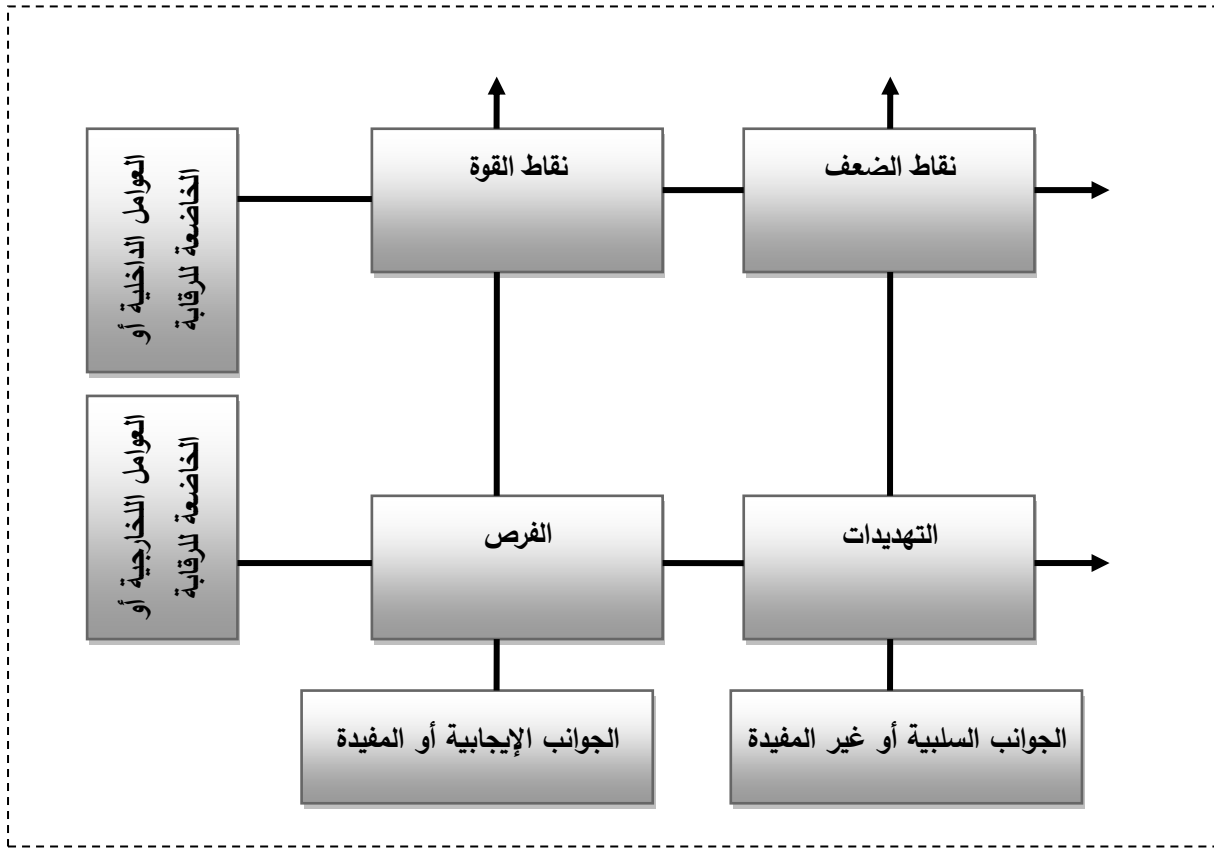 العوامل الداخلية أو
الخاضعة للرقابة
نقاط القوة
نقاط الضعف
العوامل اللخارجية أو
الخاضعة للرقابة
الفرص
التهديدات
الجوانب الإيجابية أو المفيدة
الجوانب السلبية أو غير المفيدة